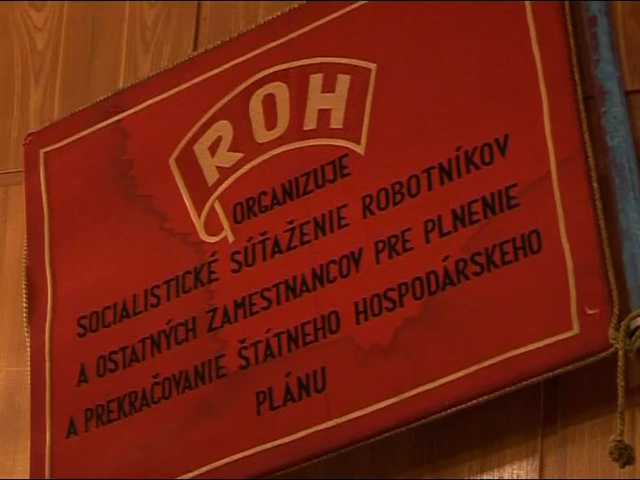 ROH
ORGANIZUJE
SOCIALISTICKÉ SÚŤAŽENIE ROBOTNÍKOV
A OSTATNÝCH ZAMESTNANCOV PRE PLNENIE
A PREKRAČOVANIE ŠTÁTNEHO HOSPODÁRSKEHO
PLÁNU